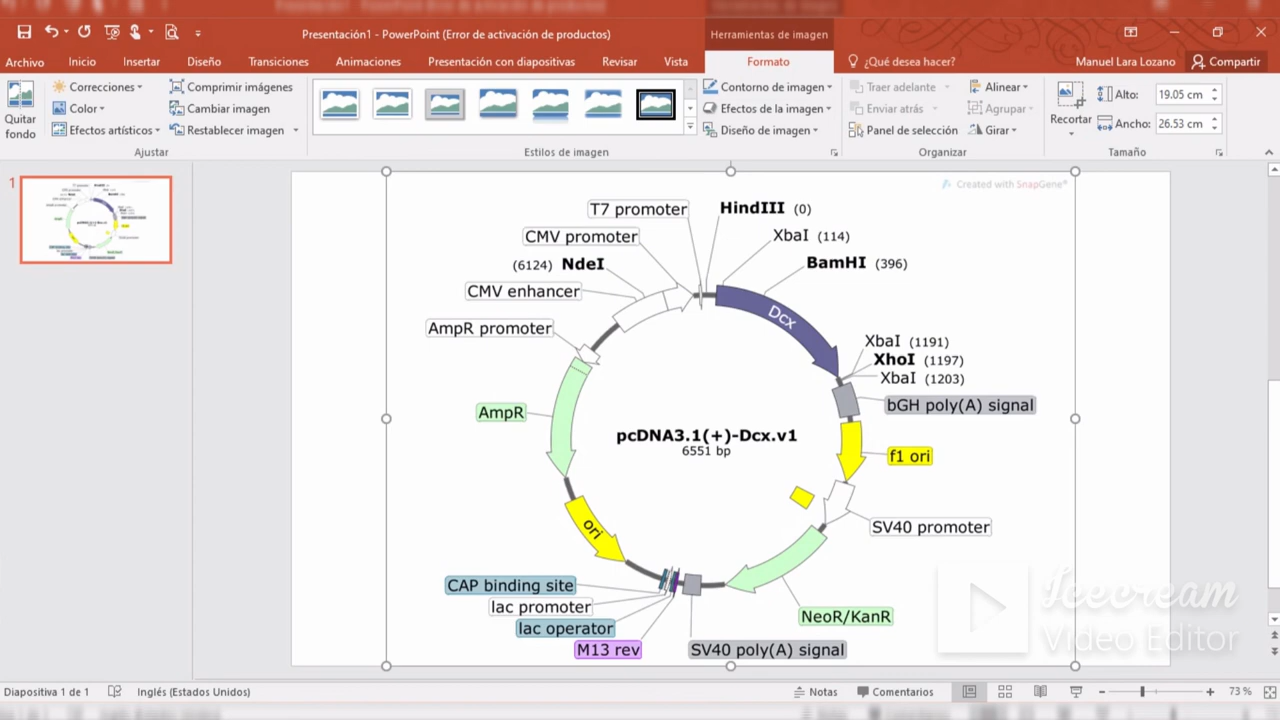 Presentación1 - PowerPoint (Error de activación de productos)
Herramientas de imagen
Archivo
Inicio
Insertar
Diseño
Transiciones
Animaciones
Presentación con diapositivas
Revisar
Vista
Formato
¿Qué desea hacer?
Manuel Lara Lozano
Compartir
Quitar
fondo
Correcciones
Color
Efectos artísticos
Comprimir imágenes
Cambiar imagen
Restablecer imagen
Ajustar
Estilos de imagen
Contorno de imagen
Efectos de la imagen
Diseño de imagen
Traer adelante
Enviar atrás
Panel de selección
Alinear
Agrupar
Girar
Organizar
Recortar
Alto: 19.05 cm
Ancho: 26.53 cm
Tamaño
1
Created with SnapGene®
T7 promoter
HindIII (0)
CMV promoter
XbaI (114)
(6124) NdeI
BamHI (396)
CMV enhancer
Dcx
AmpR promoter
XbaI (1191)
XhoI (1197)
XbaI (1203)
bGH poly(A) signal
AmpR
pcDNA3.1(+)-Dcx.v1
6551 bp
f1 ori
SV40 promoter
ori
CAP binding site
lac promoter
lac operator
M13 rev
SV40 poly(A) signal
NeoR/KanR
Icecream
Video Editor
Diapositiva 1 de 1
Inglés (Estados Unidos)
Notas
Comentarios
73 %